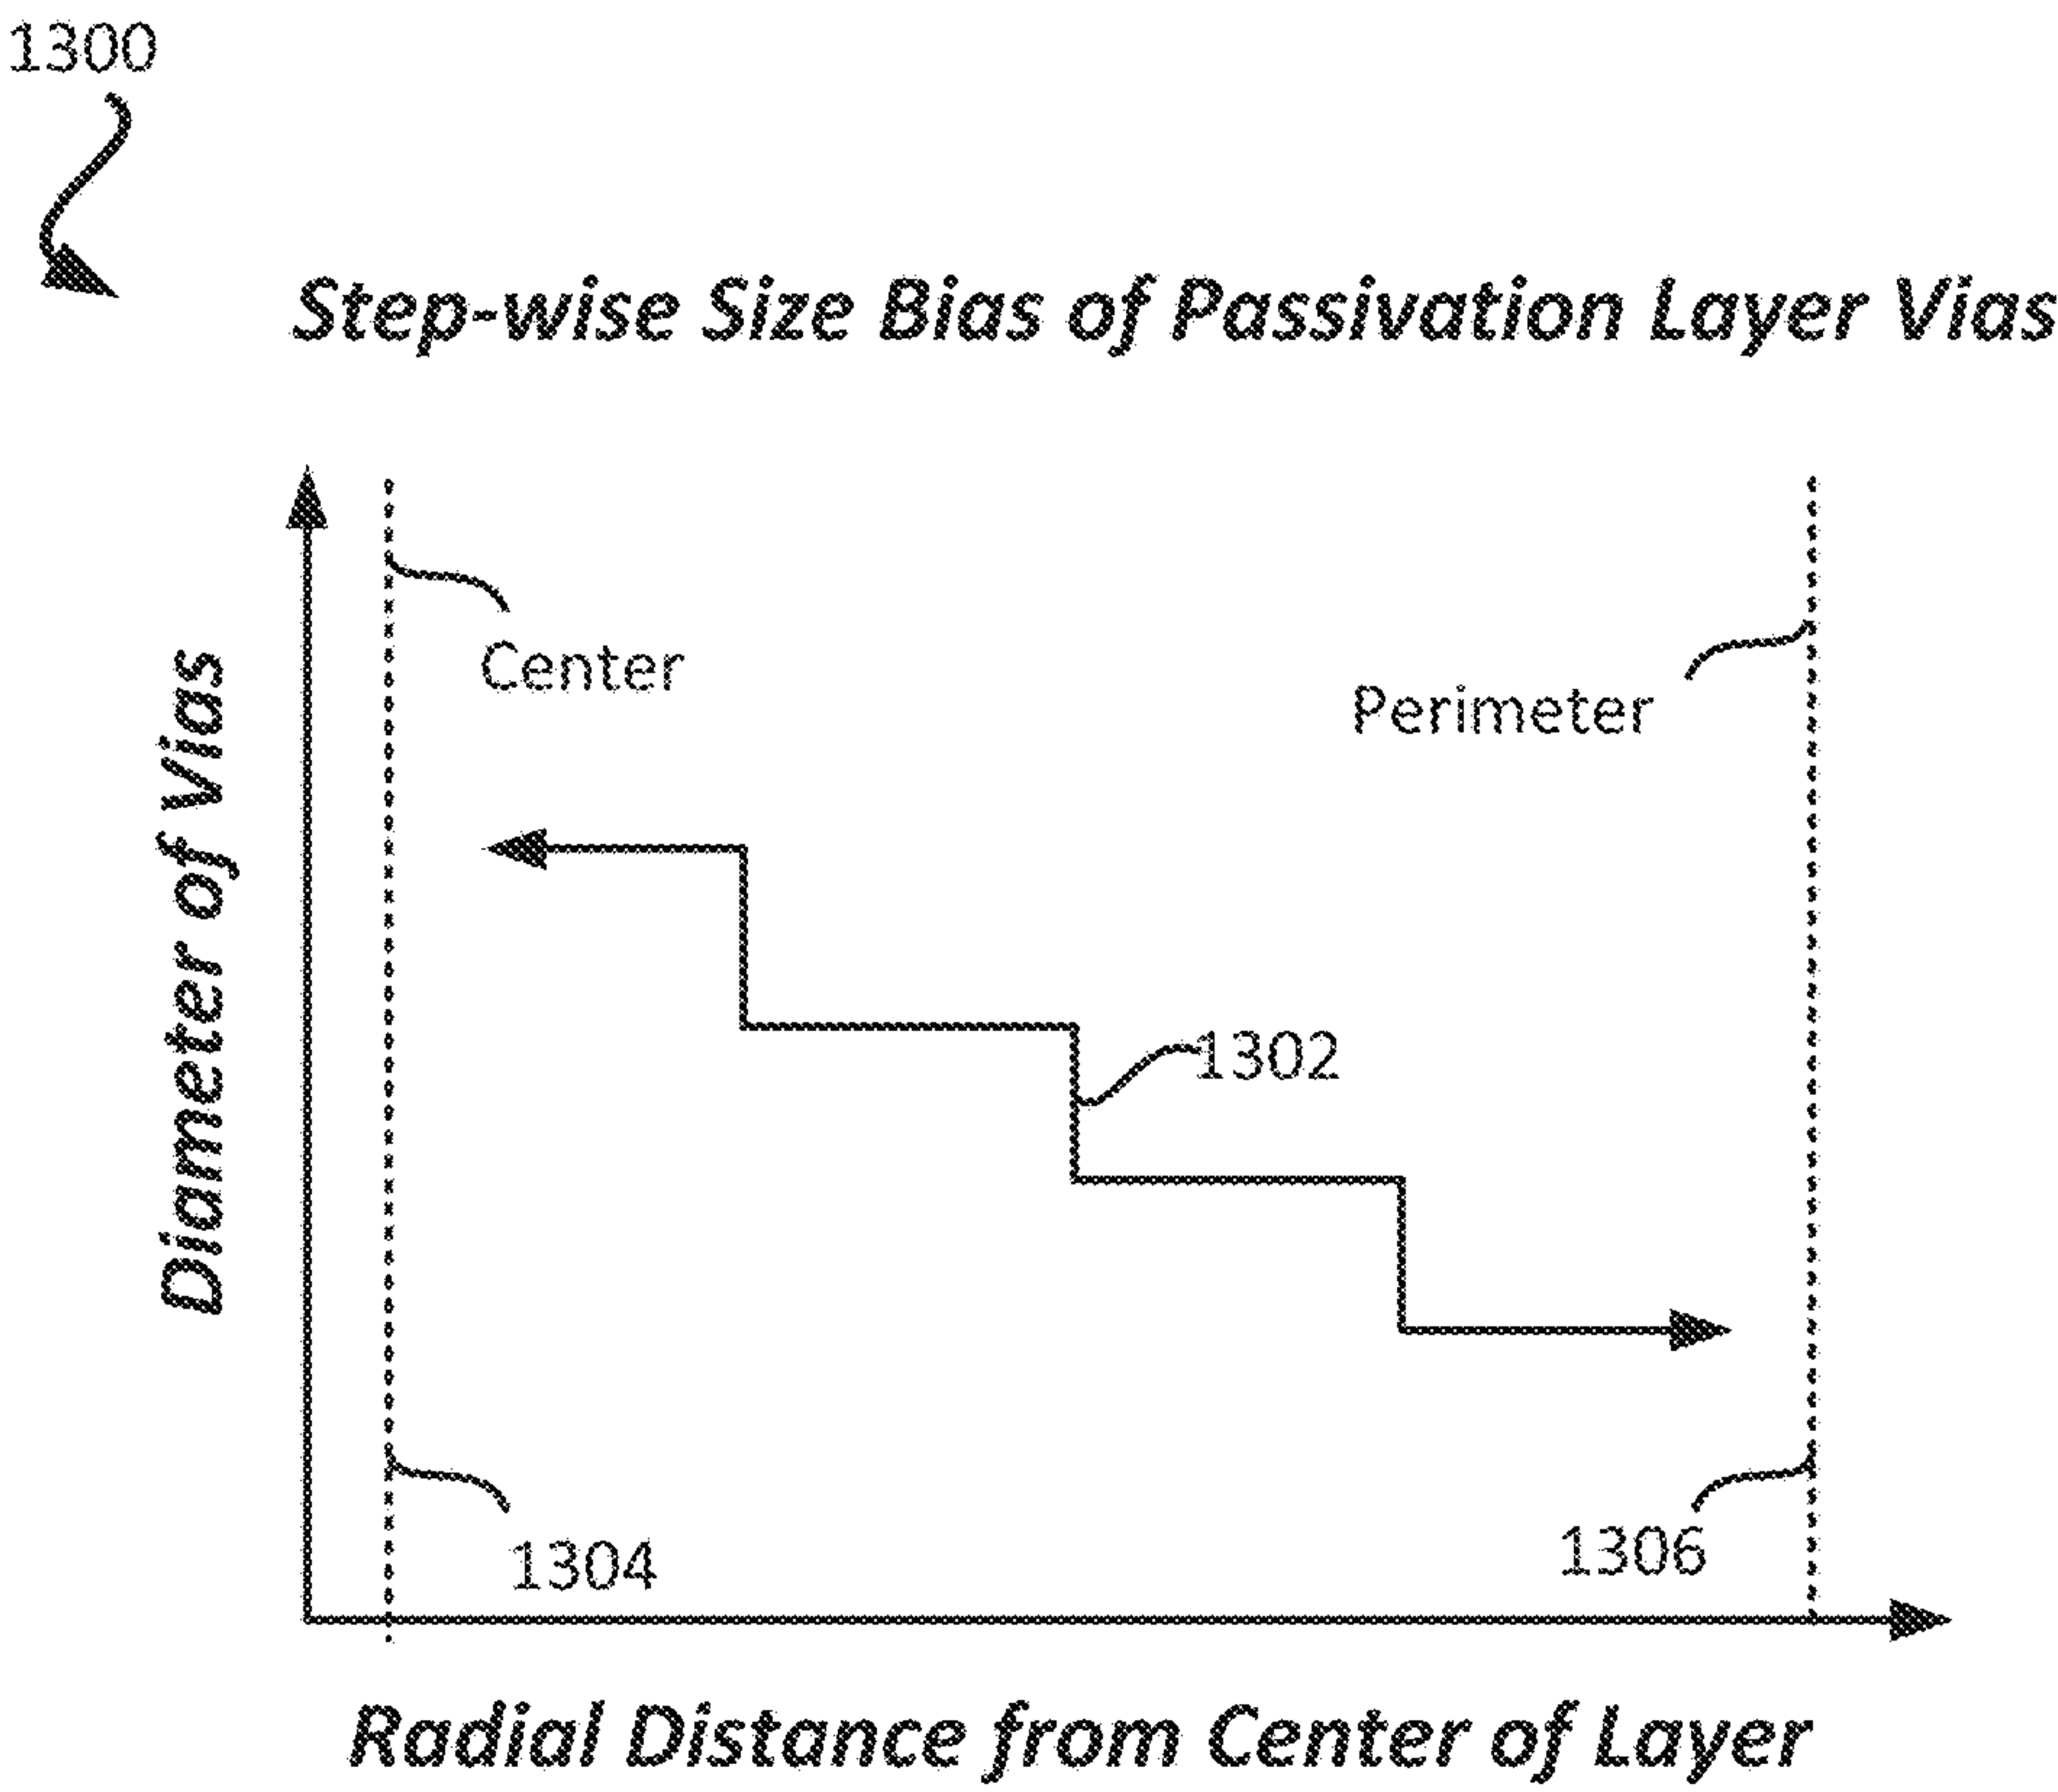 1300
Step-wise Size Bias of Passivation Layer Vias
Center
Perimeter
Diameter of Vias
1302
1304
1306
Radial Distance from Center of Layer